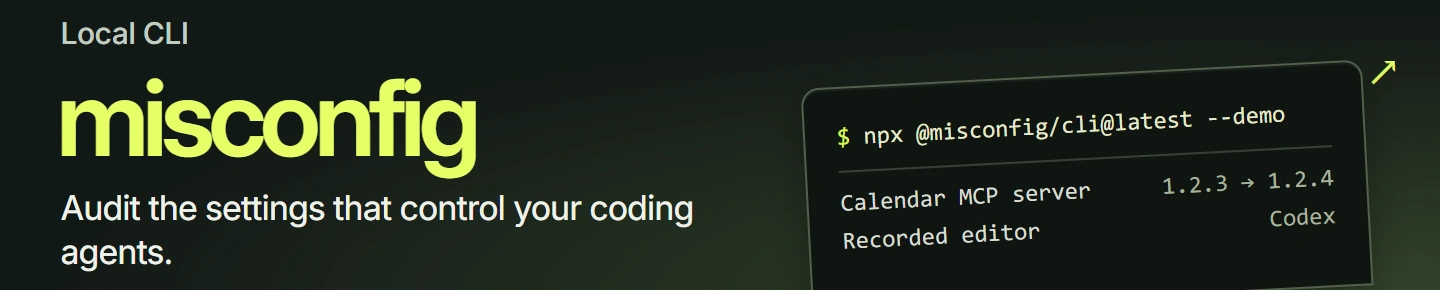 Local CLI
misconfig
Audit the settings that control your coding
agents.
↗
$ npx @misconfig/cli@latest --demo
Calendar MCP server 1.2.3 → 1.2.4
Recorded editor Codex